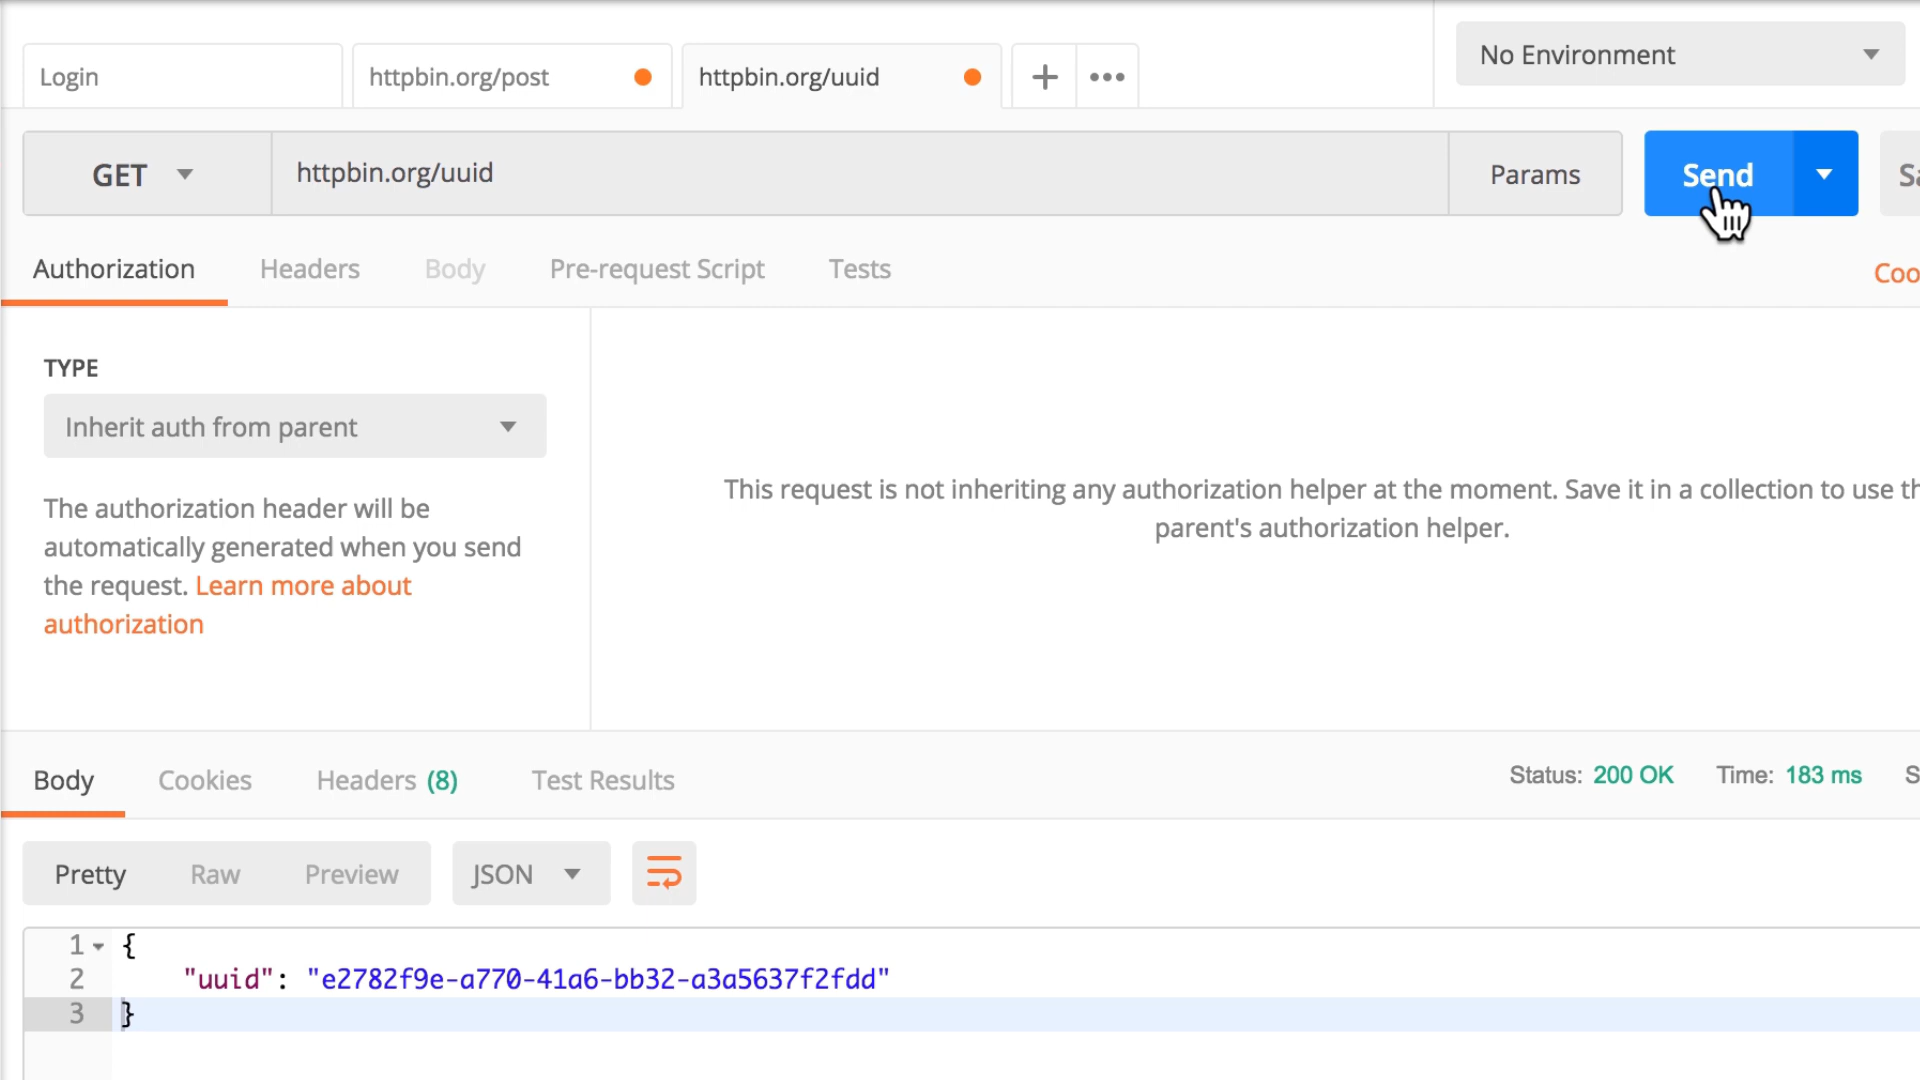 Login
httpbin.org/post
httpbin.org/uuid
No Environment
GET
httpbin.org/uuid
Params
Send
Sa
Authorization
Headers
Body
Pre-request Script
Tests
Coo
TYPE
Inherit auth from parent
The authorization header will be
automatically generated when you send
the request. Learn more about
authorization
This request is not inheriting any authorization helper at the moment. Save it in a collection to use th
parent's authorization helper.
Body
Cookies
Headers (8)
Test Results
Status: 200 OK
Time: 183 ms
S
Pretty
Raw
Preview
JSON
1 {
2 "uuid": "e2782f9e-a770-41a6-bb32-a3a5637f2fdd"
3 }